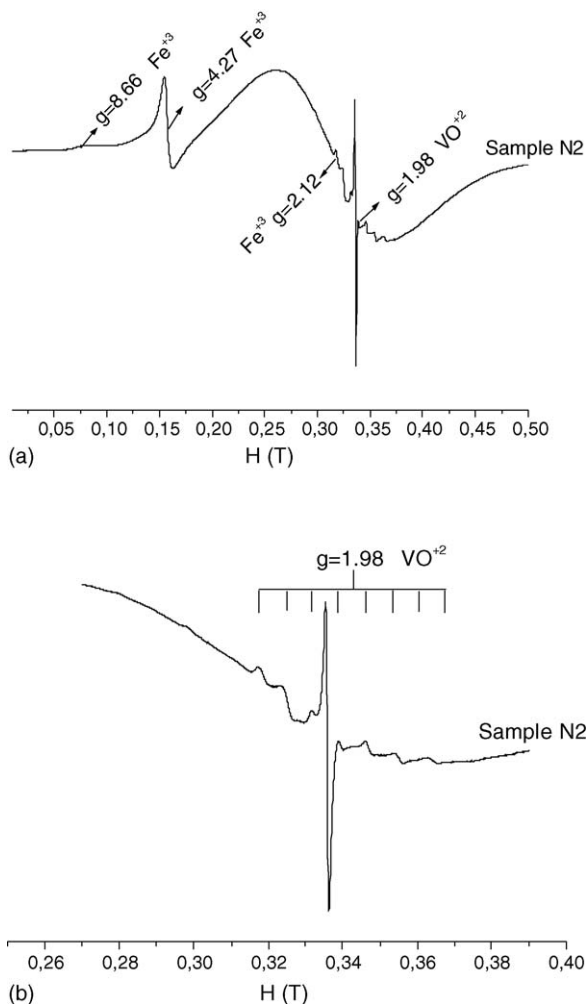 g=8.66 Fe+3
g=4.27 Fe+3
Sample N2
Fe+3 g=2.12
g=1.98 VO+2
0,05 0,10 0,15 0,20 0,25 0,30 0,35 0,40 0,45 0,50
(a) H (T)
g=1.98 VO+2
Sample N2
0,26 0,28 0,30 0,32 0,34 0,36 0,38 0,40
(b) H (T)